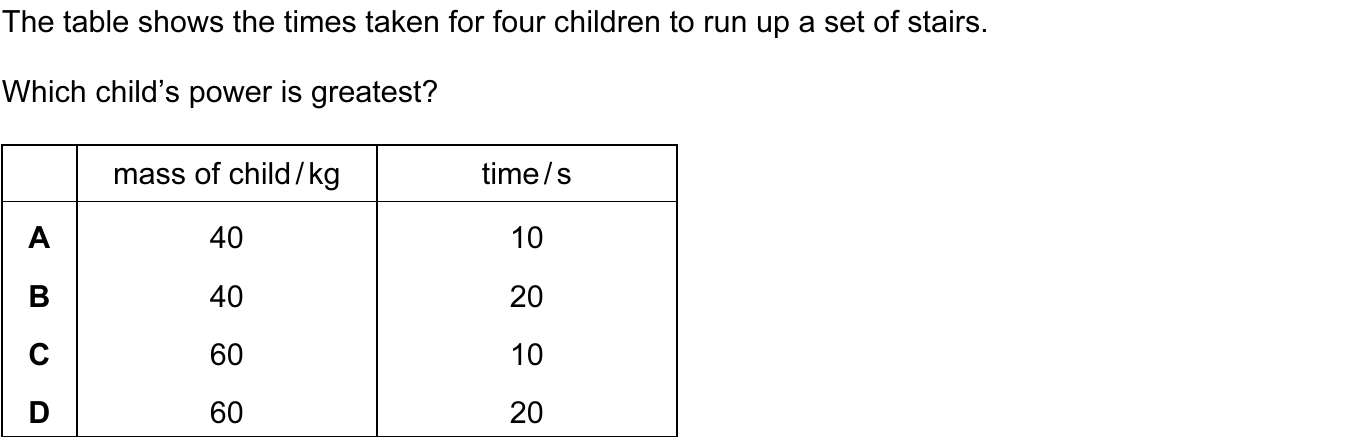 The table shows the times taken for four children to run up a set of stairs.
Which child’s power is greatest?
mass of child / kg time / s
A 40 10
B 40 20
C 60 10
D 60 20